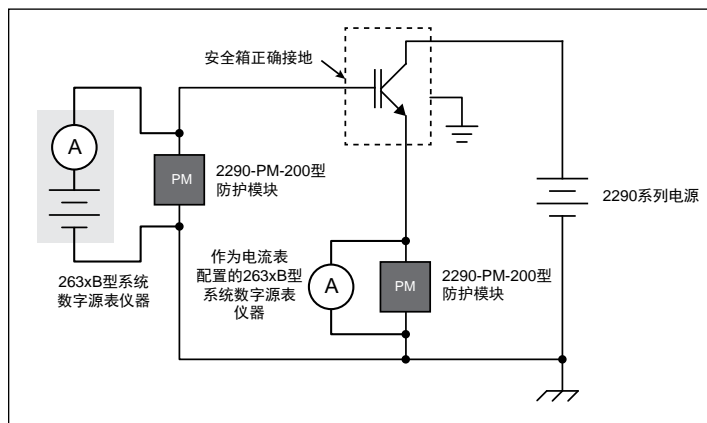 安全箱正确接地
A
PM
2290-PM-200型
防护模块
263xB型系统
数字源表仪器
作为电流表
配置的263xB型
系统数字源表
仪器
A
PM
2290-PM-200型
防护模块
2290系列电源